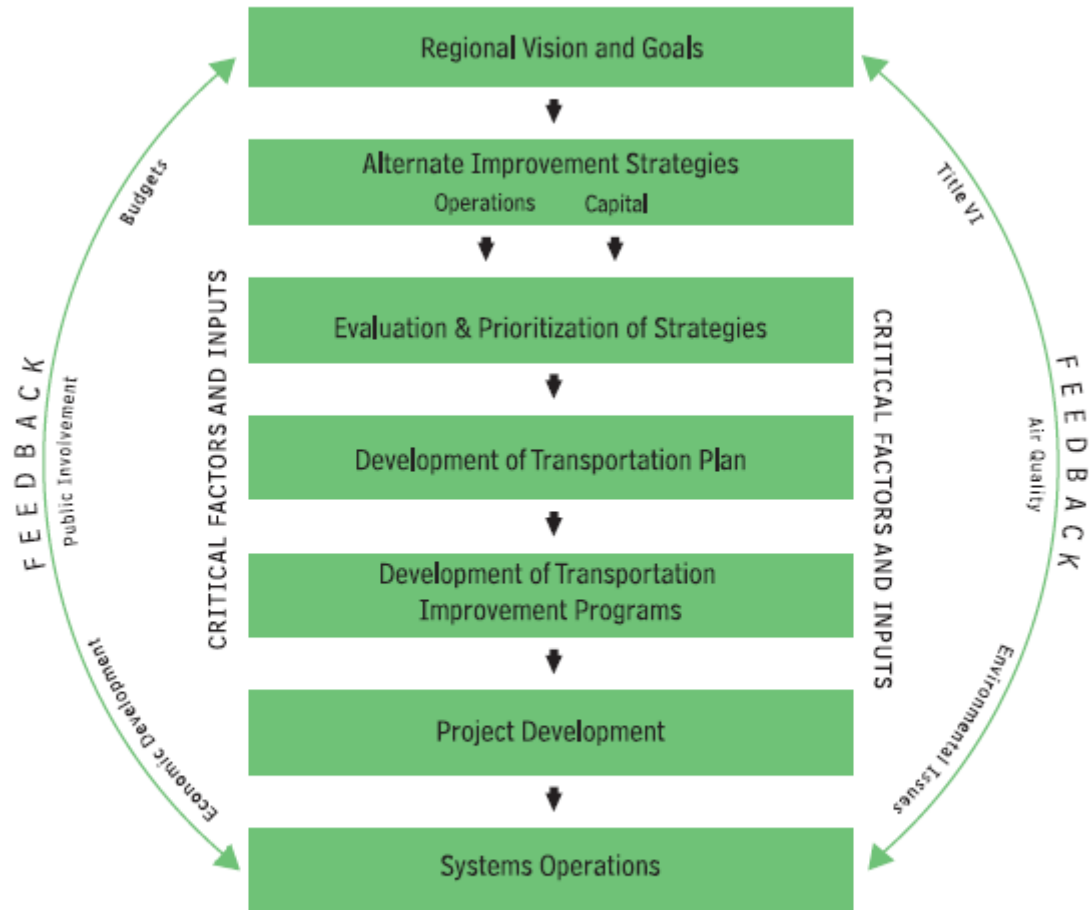 Regional Vision and Goals
Alternate Improvement Strategies
Operations Capital
Evaluation & Prioritization of Strategies
Development of Transportation Plan
Development of Transportation
Improvement Programs
Project Development
Systems Operations
FEEDBACK
Budgets
Public Involvement
Economic Development
CRITICAL FACTORS AND INPUTS
CRITICAL FACTORS AND INPUTS
Title VI
Air Quality
Environmental Issues
FEEDBACK